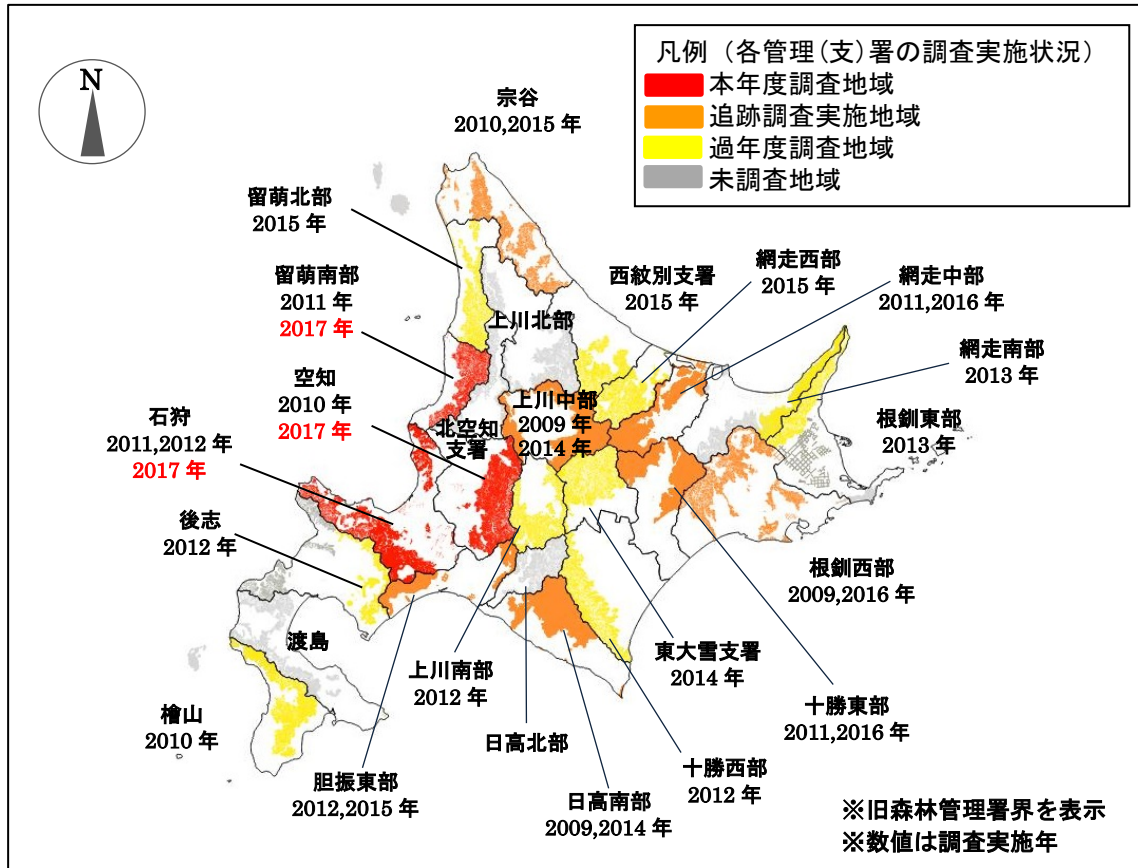 N
凡例（各管理(支)署の調査実施状況）
本年度調査地域
追跡調査実施地域
過年度調査地域
未調査地域
宗谷
2010,2015 年
留萌北部
2015 年
留萌南部
2011 年
2017 年
空知
2010 年
2017 年
石狩
2011,2012 年
2017 年
後志
2012 年
渡島
檜山
2010 年
上川北部
西紋別支署
2015 年
網走西部
2015 年
網走中部
2011,2016 年
網走南部
2013 年
根釧東部
2013 年
上川中部
2009 年
2014 年
北空知
支署
根釧西部
2009,2016 年
東大雪支署
2014 年
十勝東部
2011,2016 年
上川南部
2012 年
日高北部
十勝西部
2012 年
胆振東部
2012,2015 年
日高南部
2009,2014 年
※旧森林管理署界を表示
※数値は調査実施年